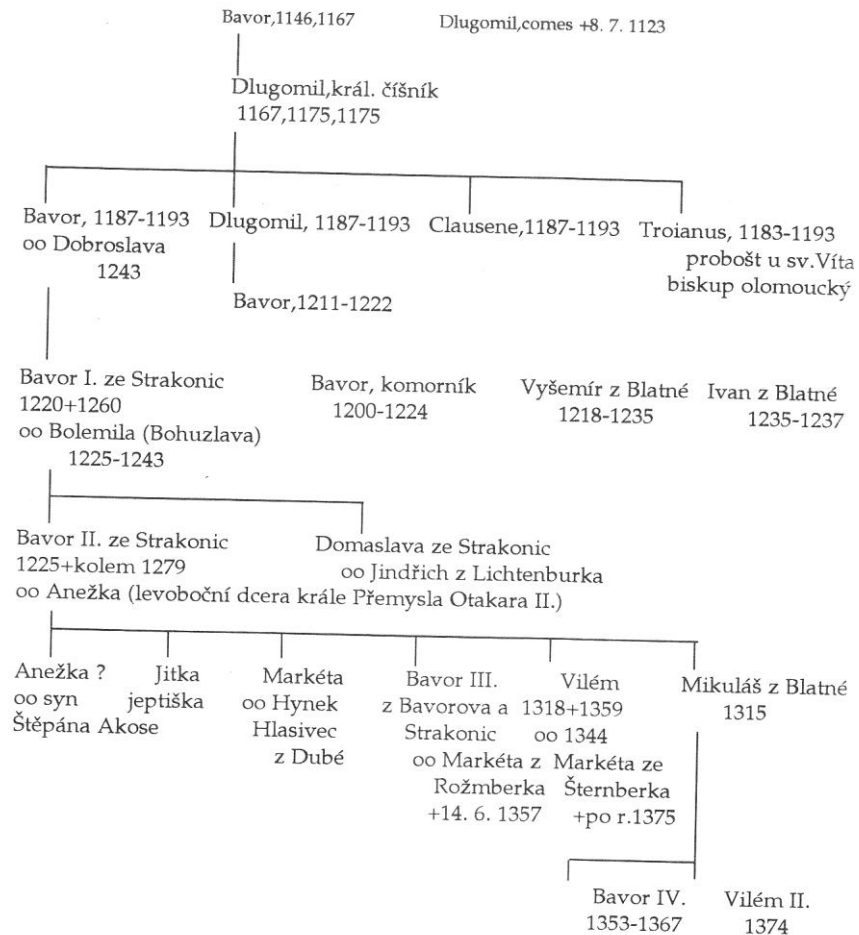 Bavor,1146,1167 Dlugomil,comes +8. 7. 1123
Dlugomil,král. číšník
1167,1175,1175
Bavor, 1187-1193 Dlugomil, 1187-1193 Clausene,1187-1193 Troianus, 1183-1193
oo Dobroslava probošt u sv.Víta
1243 biskup olomoucký
Bavor,1211-1222
Bavor I. ze Strakonic Bavor, komorník Vyšemír z Blatné Ivan z Blatné
1220+1260 1200-1224 1218-1235 1235-1237
oo Bolemila (Bohuzlava)
1225-1243
Bavor II. ze Strakonic Domaslava ze Strakonic
1225+kolem 1279 oo Jindřich z Lichtenburka
oo Anežka (levoboční dcera krále Přemysla Otakara II.)
Anežka ? Jitka Markéta Bavor III. Vilém Mikuláš z Blatné
oo syn jeptiška oo Hynek z Bavorova a 1318+1359 1315
Štěpána Akose Hlasivec Strakonic oo 1344
z Dubé oo Markéta z Markéta ze
Rožmberka Šternberka
+14. 6. 1357 +po r.1375
Bavor IV. Vilém II.
1353-1367 1374